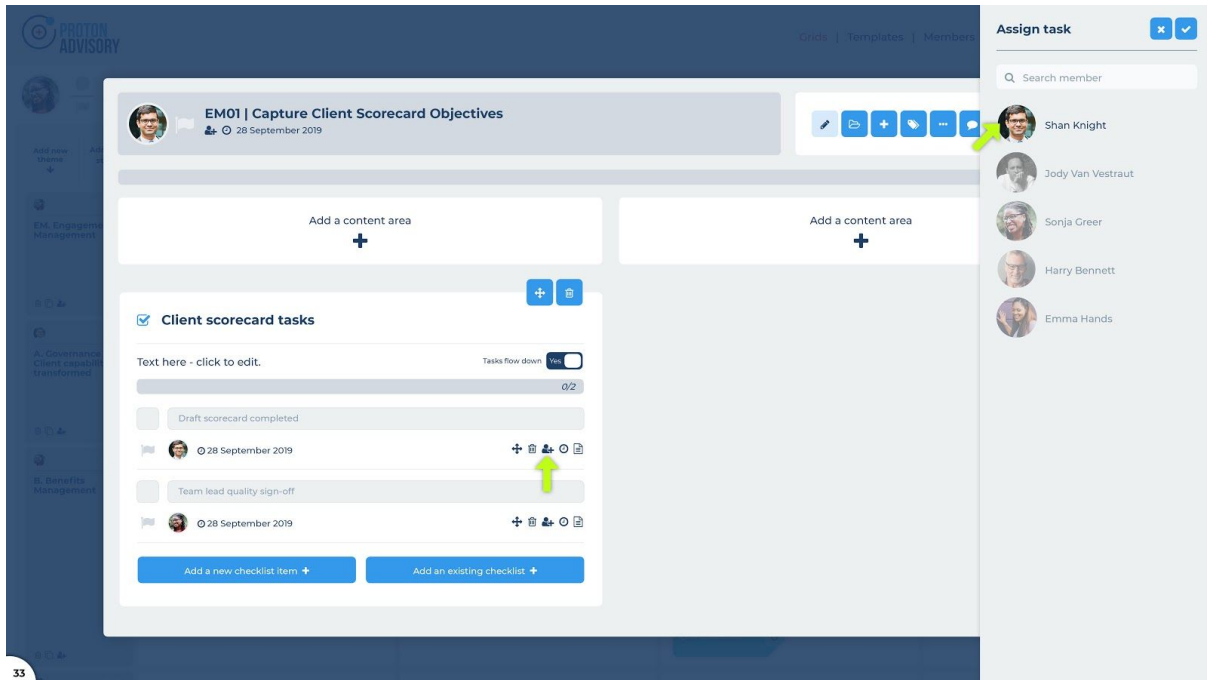 PROTON
ADVISORY
Grids | Templates | Members
Add new
theme
EM. Engageme
Management
A. Governance
Client capabilit
transformed
B. Benefits
Management
EM01 | Capture Client Scorecard Objectives
28 September 2019
Add a content area
Add a content area
Client scorecard tasks
Text here - click to edit.
Tasks flow down Yes
0/2
Draft scorecard completed
28 September 2019
Team lead quality sign-off
28 September 2019
Add a new checklist item
Add an existing checklist
Assign task
Search member
Shan Knight
Jody Van Vestraut
Sonja Greer
Harry Bennett
Emma Hands
33